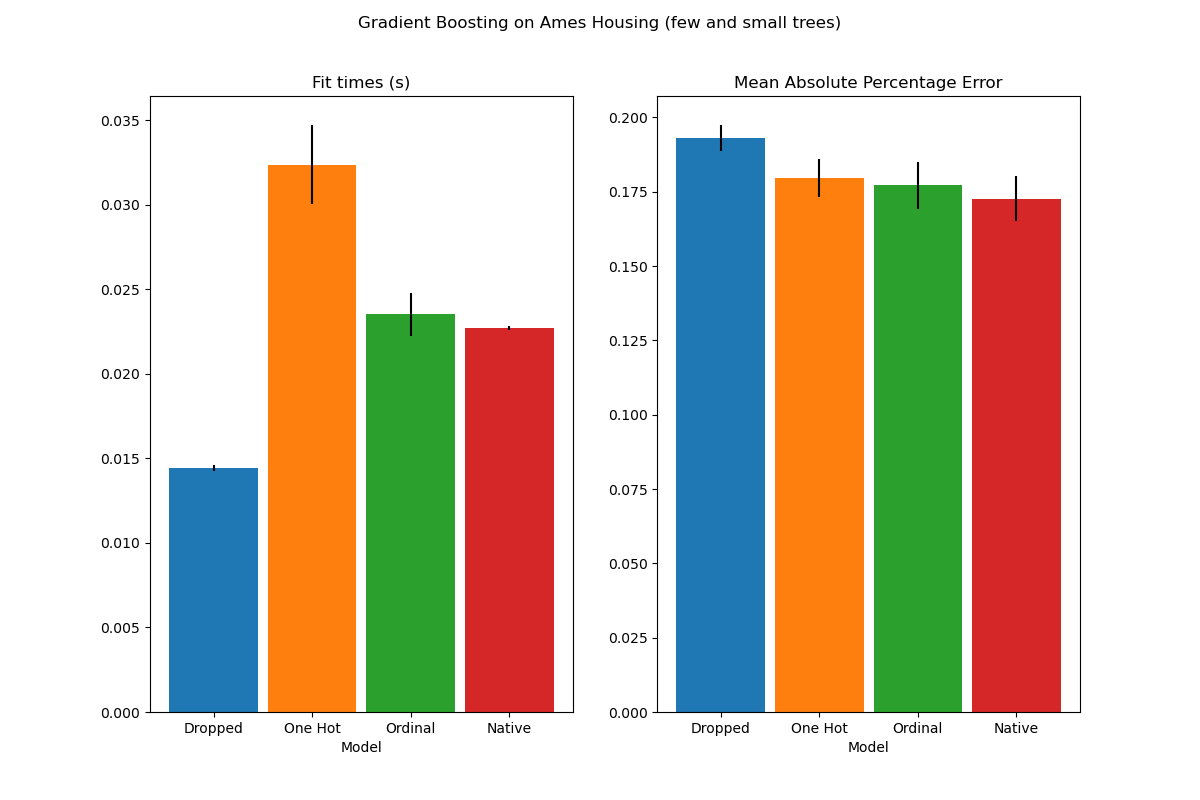 Gradient Boosting on Ames Housing (few and small trees)
Fit times (s)
0.035
0.030
0.025
0.020
0.015
0.010
0.005
0.000
Dropped One Hot Ordinal Native
Model
Mean Absolute Percentage Error
0.200
0.175
0.150
0.125
0.100
0.075
0.050
0.025
0.000
Dropped One Hot Ordinal Native
Model